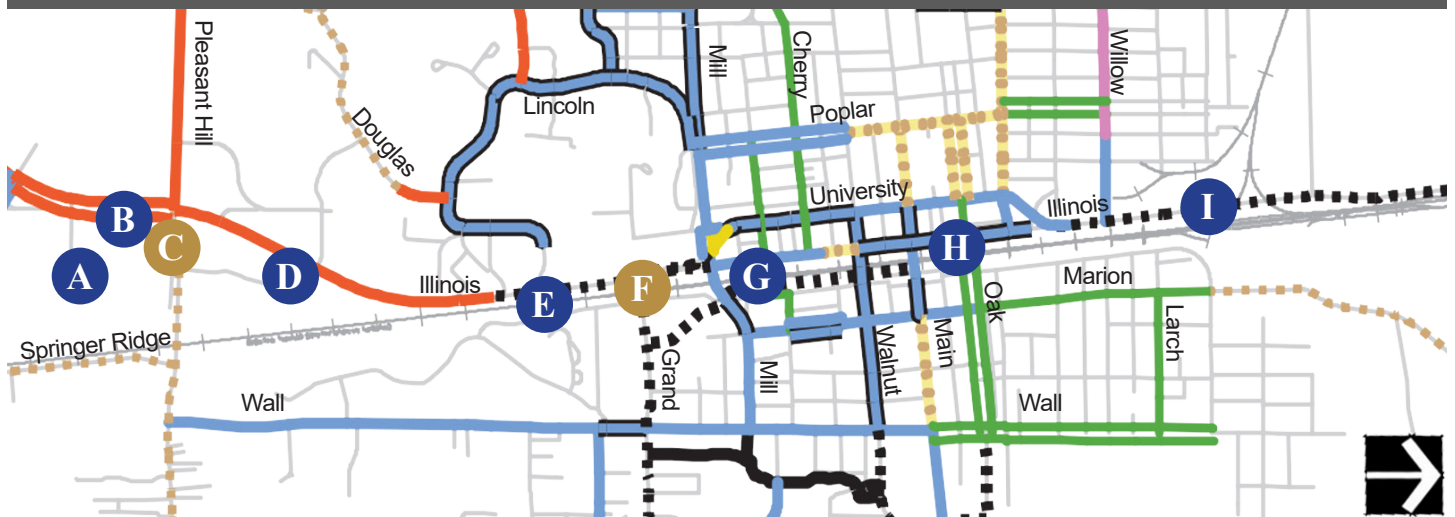 Pleasant Hill
Mill
Cherry
Willow
Lincoln
Poplar
Douglas
University
Illinois
B
C
A
D
I
H
G
F
E
Illinois
Marion
Springer Ridge
Oak
Larch
Main
Walnut
Grand
Mill
Wall
Wall